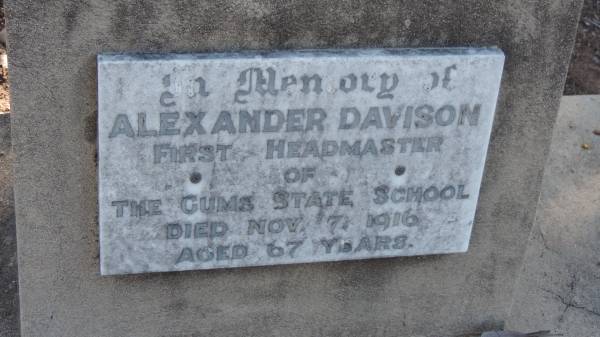 In Memory of
ALEXANDER DAVISON
FIRST HEADMASTER
OF
THE GUMS STATE SCHOOL
DIED NOV. 7, 1916
AGED 67 YEARS.